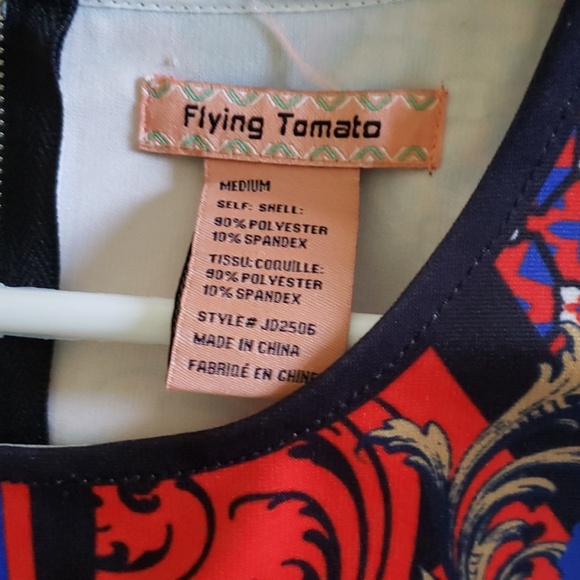 Flying Tomato
MEDIUM
SELF: SHELL:
90% POLYESTER
10% SPANDEX
TISSU: COQUILLE:
90% POLYESTER
10% SPANDEX
STYLE# JD2506
MADE IN CHINA
FABRIQÉ EN CHINE